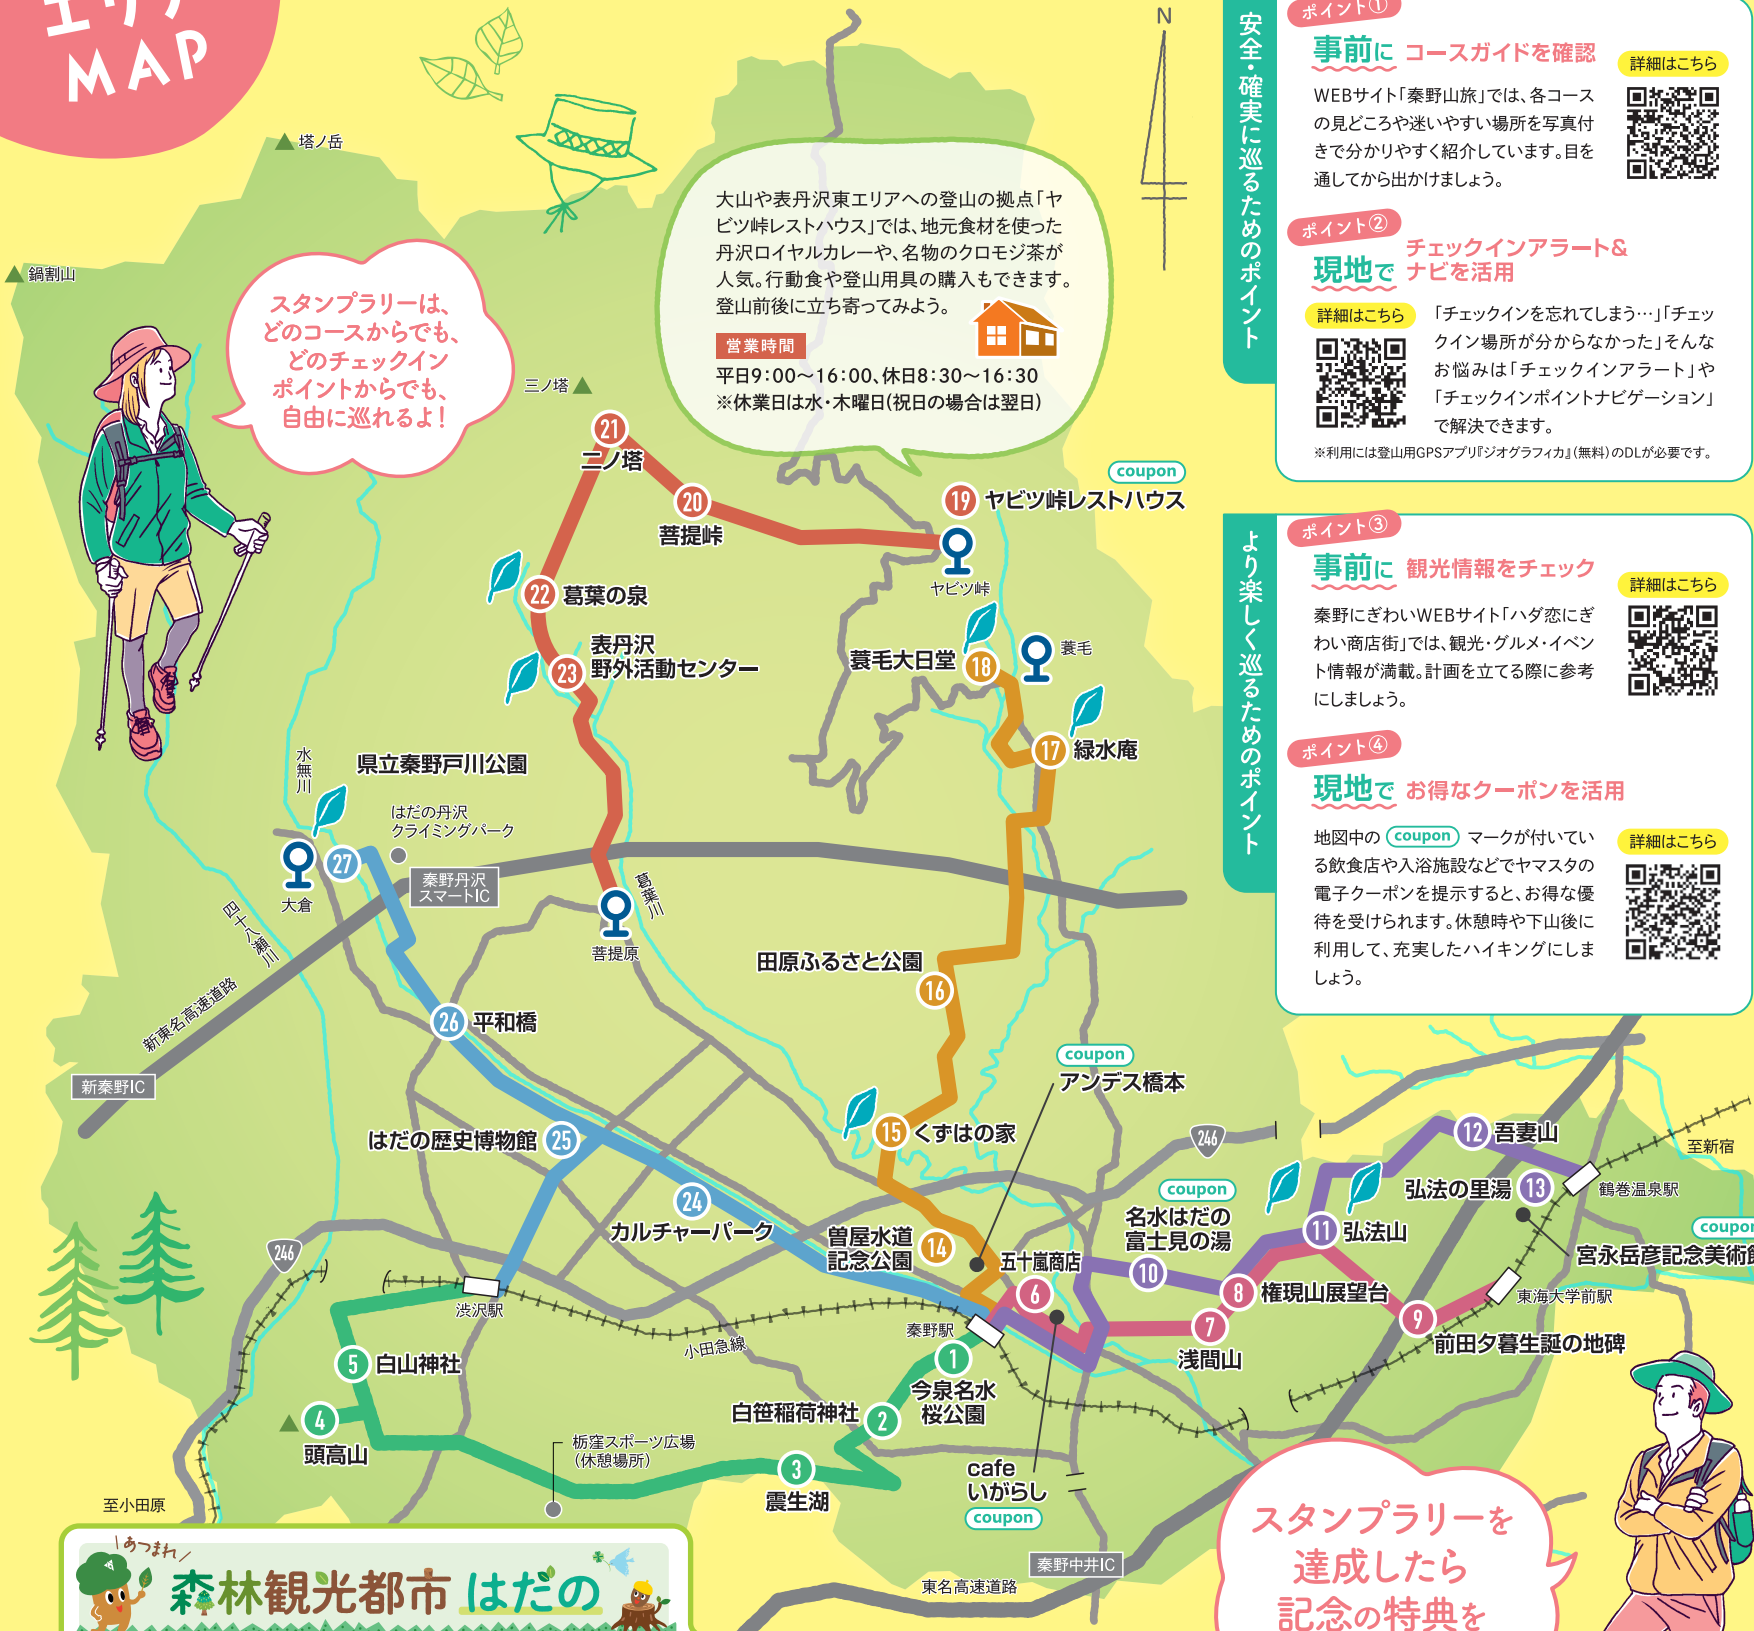 エリア
MAP
塔ノ岳
鍋割山
スタンプラリーは、
どのコースからでも、
どのチェックイン
ポイントからでも、
自由に巡れるよ！
大山や表丹沢東エリアへの登山の拠点「ヤ
ビツ峠レストハウス」では、地元食材を使った
丹沢ロイヤルカレーや、名物のクロモジ茶が
人気。行動食や登山用具の購入もできます。
登山前後に立ち寄ってみよう。
営業時間
平日9:00〜16:00、休日8:30〜16:30
※休業日は水・木曜日(祝日の場合は翌日)
N
安全・確実に巡るためのポイント
ポイント①
事前に コースガイドを確認
詳細はこちら
WEBサイト「秦野山旅」では、各コース
の見どころや迷いやすい場所を写真付
きで分かりやすく紹介しています。目を
通してから出かけましょう。
ポイント②
現地で チェックインアラート&
ナビを活用
詳細はこちら
「チェックインを忘れてしまう…」「チェッ
クイン場所が分からなかった」そんな
お悩みは「チェックインアラート」や
「チェックインポイントナビゲーション」
で解決できます。
※利用には登山用GPSアプリ『ジオグラフィカ』(無料)のDLが必要です。
より楽しく巡るためのポイント
ポイント③
事前に 観光情報をチェック
詳細はこちら
秦野にぎわいWEBサイト「ハダ恋にぎ
わい商店街」では、観光・グルメ・イベン
ト情報が満載。計画を立てる際に参考
にしましょう。
ポイント④
現地で お得なクーポンを活用
詳細はこちら
地図中の coupon マークが付いてい
る飲食店や入浴施設などでヤマスタの
電子クーポンを提示すると、お得な優
待を受けられます。休憩時や下山後に
利用して、充実したハイキングにしま
しょう。
三ノ塔
21
二ノ塔
20
菩提峠
coupon
19 ヤビツ峠レストハウス
ヤビツ峠
22 葛葉の泉
表丹沢
23 野外活動センター
蓑毛大日堂 18
蓑毛
17 緑水庵
水無川
県立秦野戸川公園
はだの丹沢
クライミングパーク
27
大倉
秦野丹沢
スマートIC
葛葉川
菩提原
四十八瀬川
新東名高速道路
新秦野IC
田原ふるさと公園
16
26 平和橋
coupon
アンデス橋本
はだの歴史博物館 25
15 くずはの家
24
カルチャーパーク
曽屋水道
記念公園 14
246
coupon
名水はだの
富士見の湯
10
五十嵐商店
6
12 吾妻山
至新宿
弘法の里湯 13
鶴巻温泉駅
11 弘法山
coupon
宮永岳彦記念美術館
8 権現山展望台
東海大学前駅
7
浅間山
9
前田夕暮生誕の地碑
246
渋沢駅
小田急線
秦野駅
1
今泉名水
桜公園
5 白山神社
4
頭高山
白笹稲荷神社 2
栃窪スポーツ広場
(休憩場所)
3
震生湖
cafe
いがらし
coupon
至小田原
秦野中井IC
東名高速道路
あつまれ
森林観光都市 はだの
スタンプラリーを
達成したら
記念の特典を